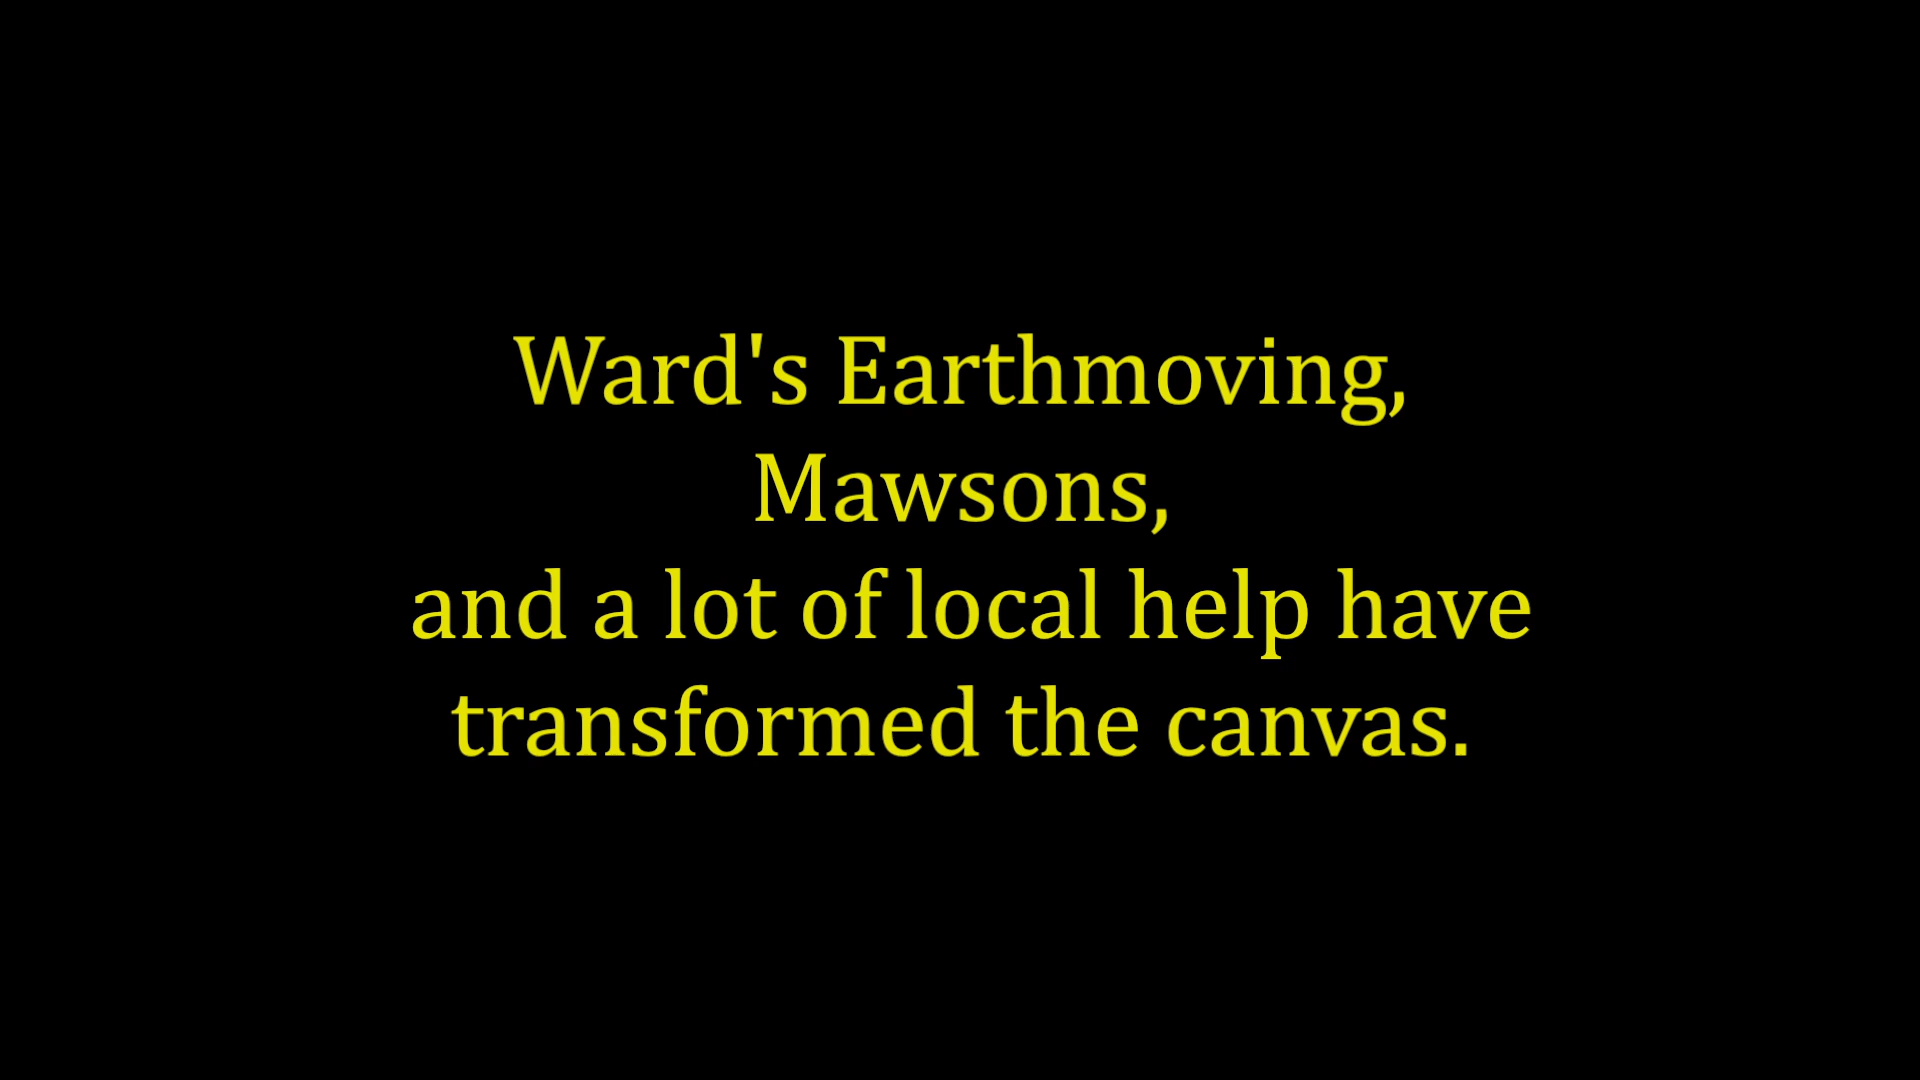 Ward's Earthmoving,
Mawsons,
and a lot of local help have
transformed the canvas.